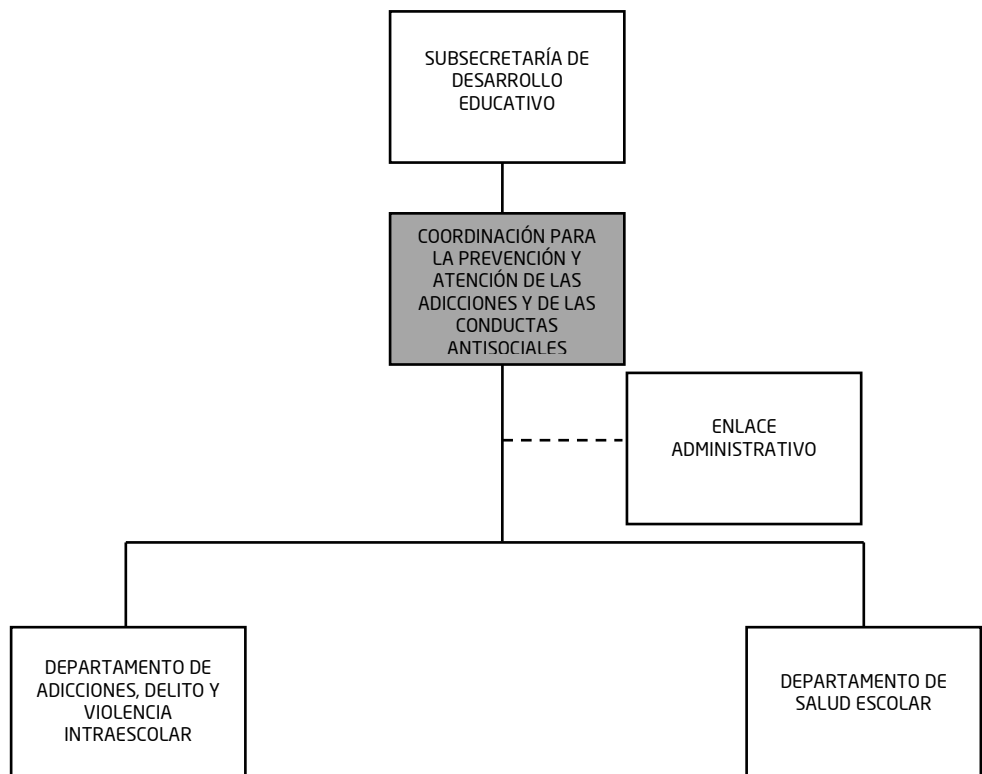 SUBSECRETARÍA DE
DESARROLLO
EDUCATIVO
COORDINACIÓN PARA
LA PREVENCIÓN Y
ATENCIÓN DE LAS
ADICCIONES Y DE LAS
CONDUCTAS
ANTISOCIALES
ENLACE
ADMINISTRATIVO
DEPARTAMENTO DE
ADICCIONES, DELITO Y
VIOLENCIA
INTRAESCOLAR
DEPARTAMENTO DE
SALUD ESCOLAR